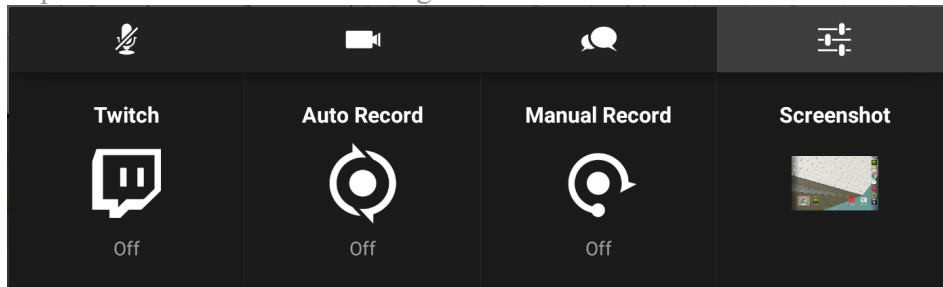 Twitch
Auto Record
Manual Record
Screenshot
Off
Off
Off